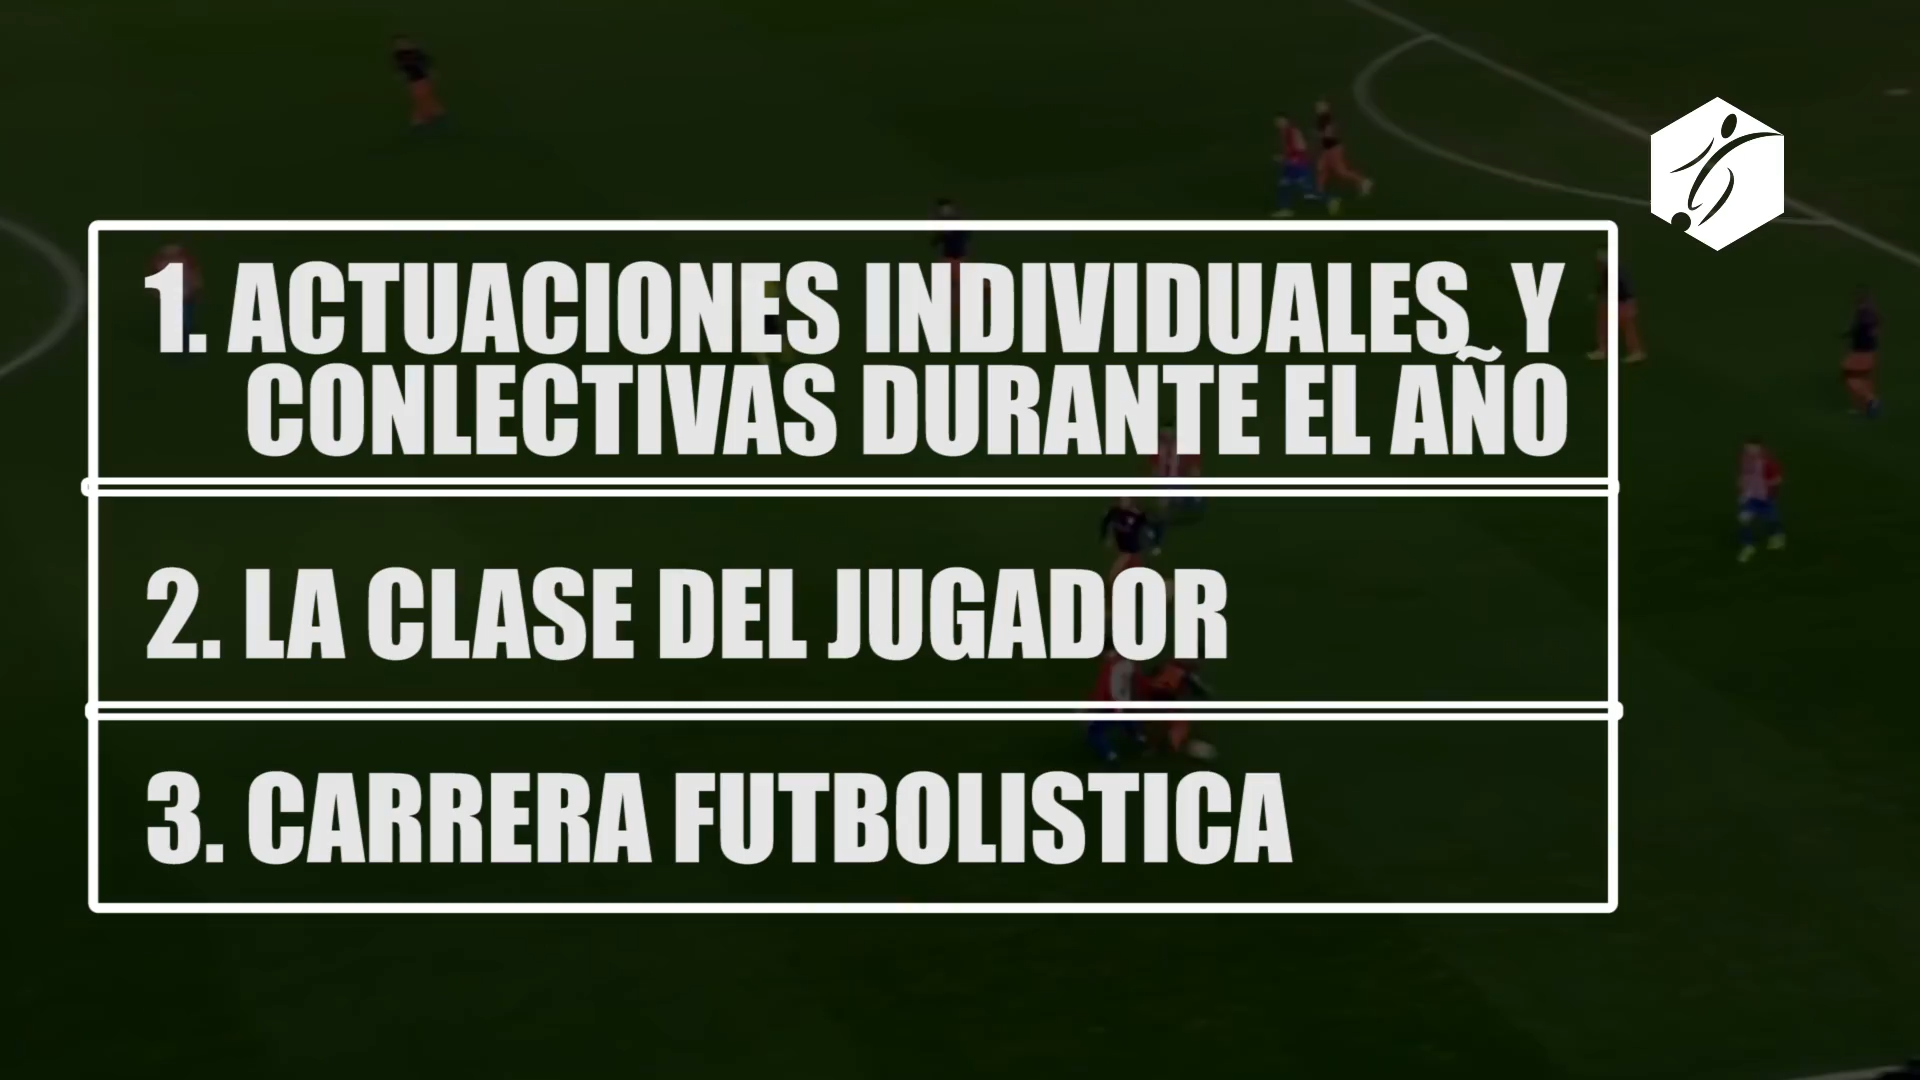 1. ACTUACIONES INDIVIDUALES Y
CONLECTIVAS DURANTE EL AÑO
2. LA CLASE DEL JUGADOR
3. CARRERA FUTBOLISTICA